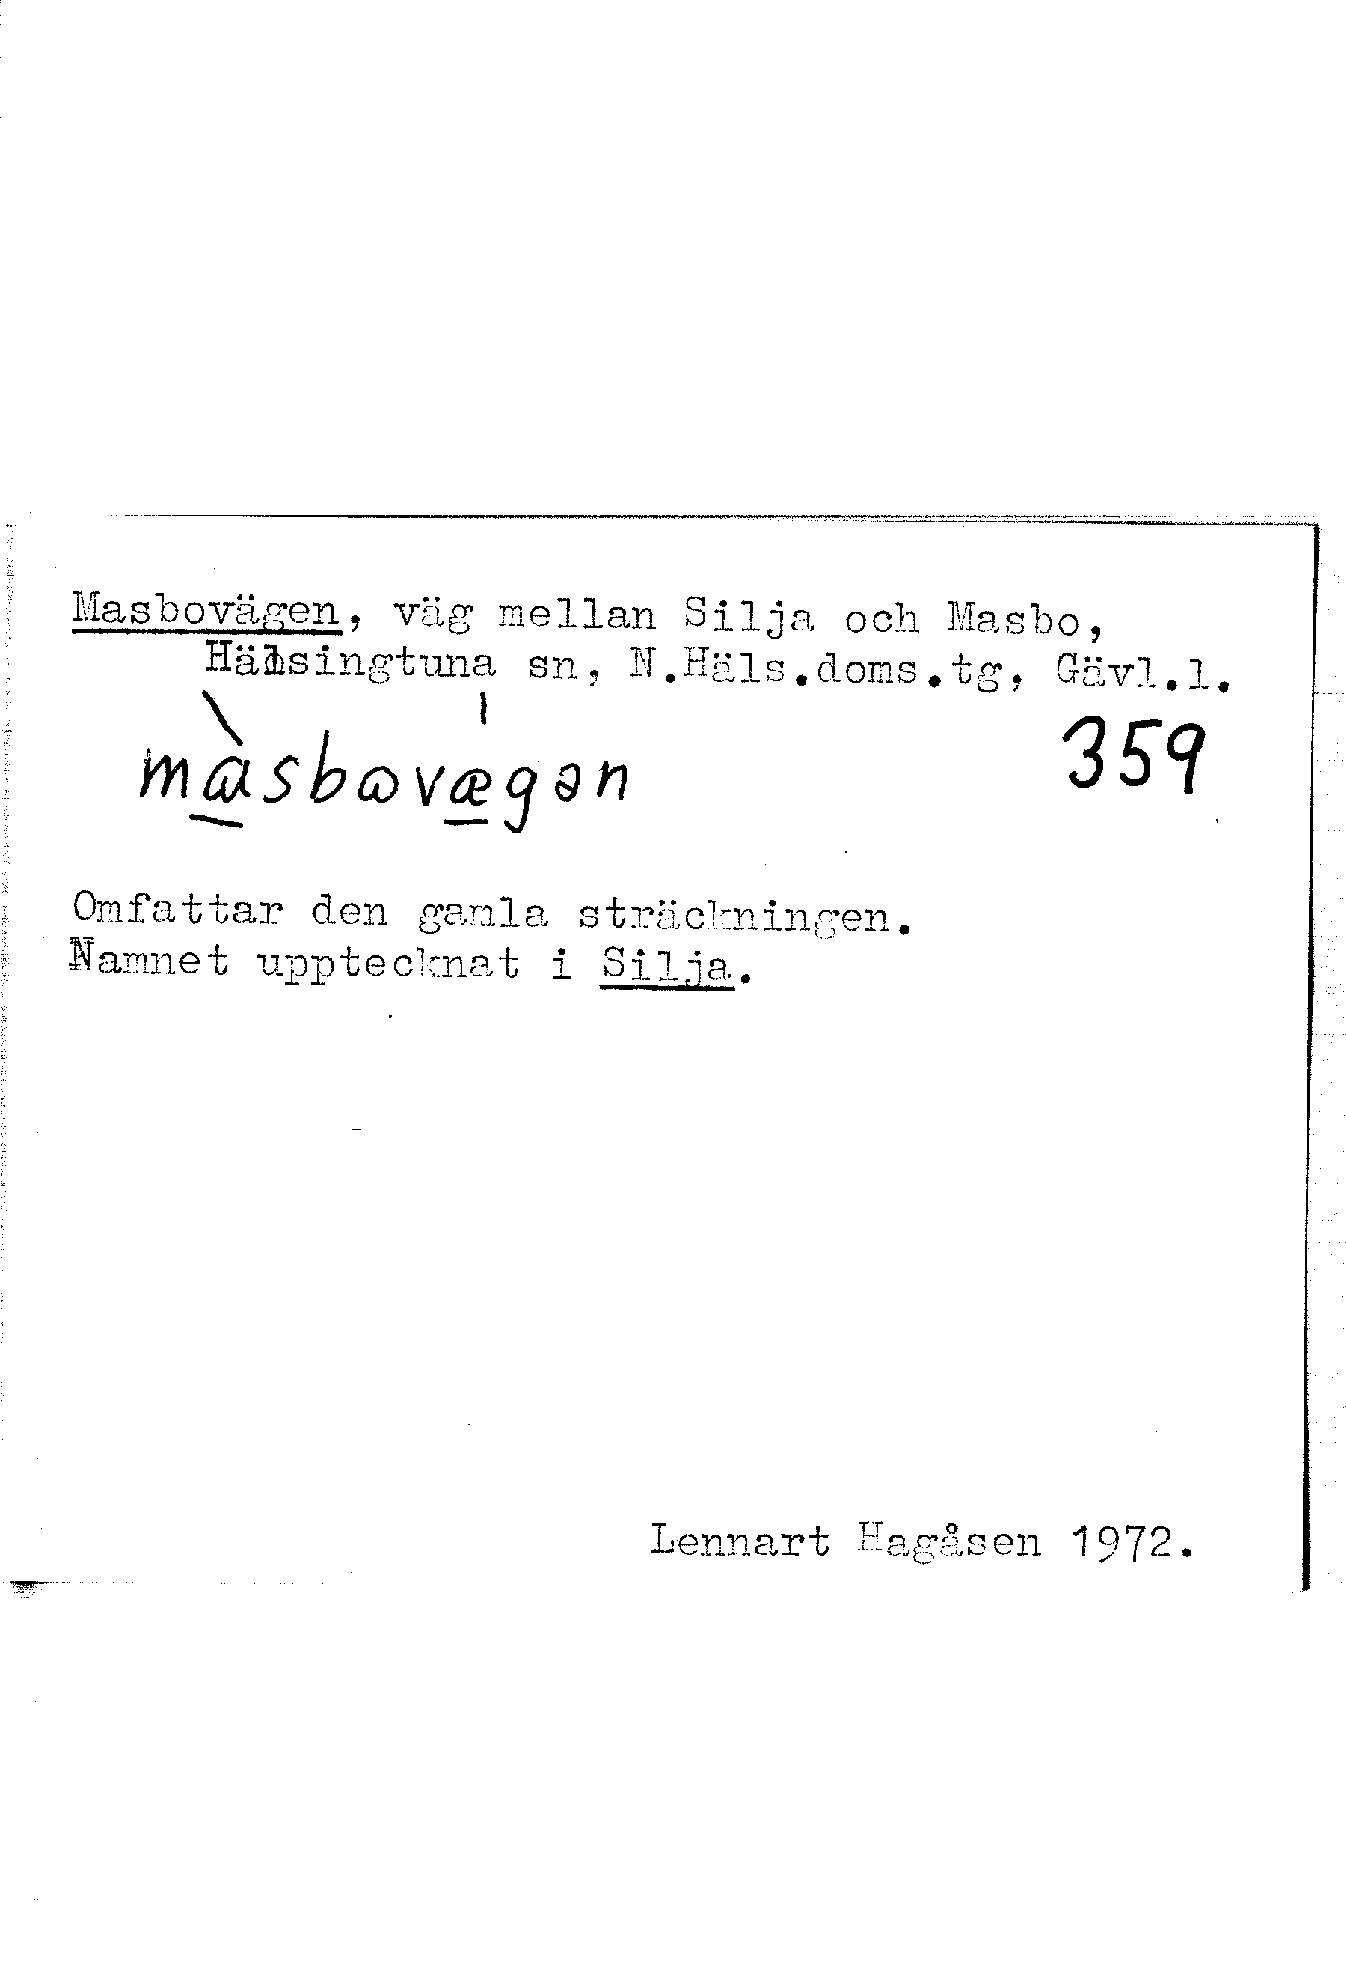 Masbovägen, väg mellan Silja och Masbo,
Hälsingtuna sn, N.Häls.doms.tg, Gävl.l.
màsbɷvægən
359
Omfattar den gamla sträckningen.
Namnet upptecknat i Silja.
Lennart Hagåsen 1972.